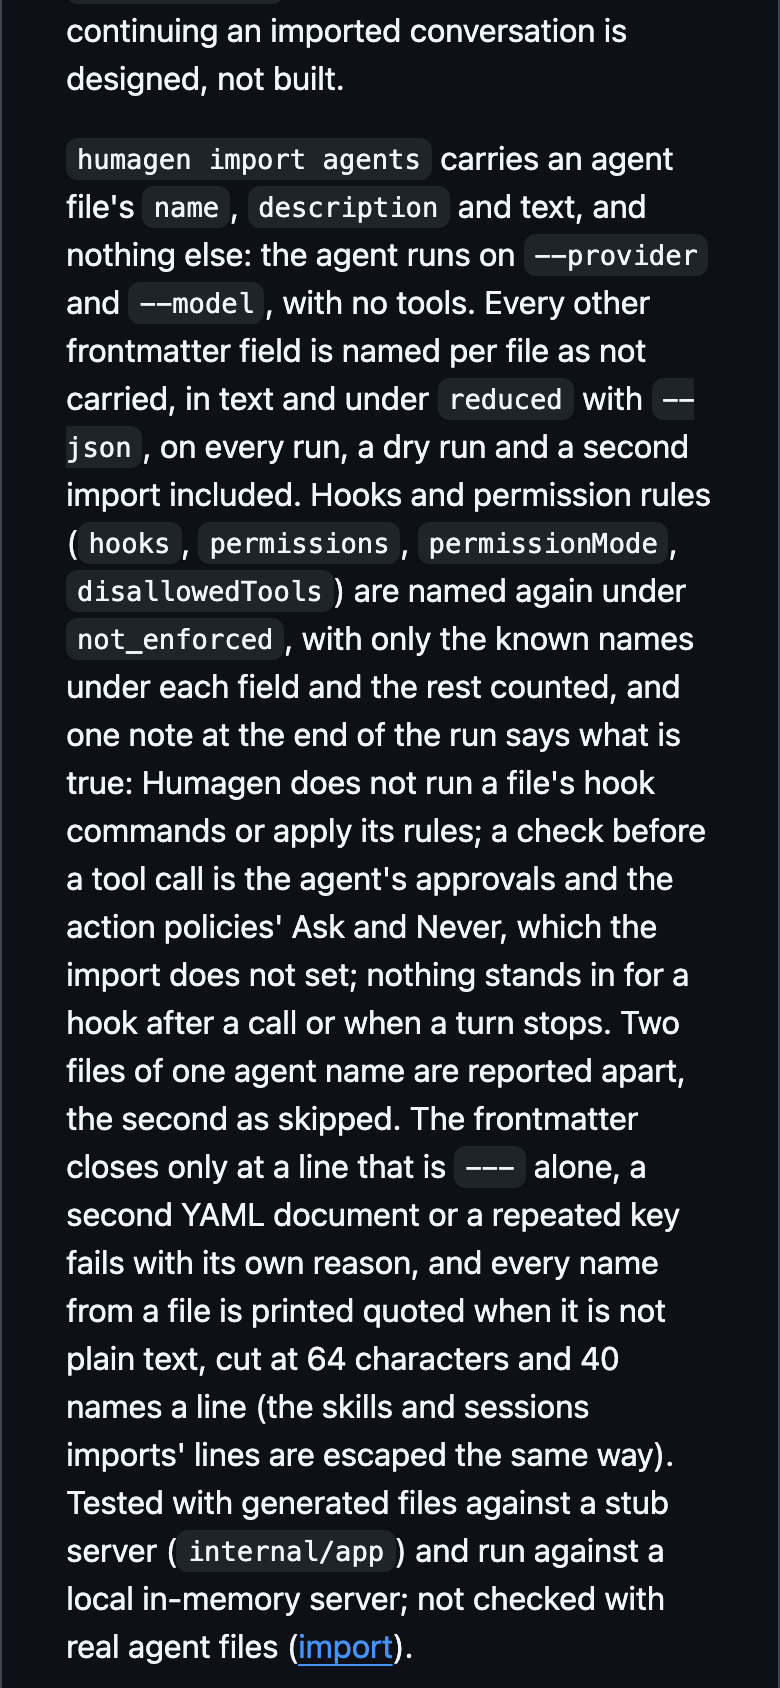 continuing an imported conversation is
designed, not built.
humagen import agents carries an agent
file's name, description and text, and
nothing else: the agent runs on --provider
and --model, with no tools. Every other
frontmatter field is named per file as not
carried, in text and under reduced with --
json, on every run, a dry run and a second
import included. Hooks and permission rules
(hooks, permissions, permissionMode,
disallowedTools) are named again under
not_enforced, with only the known names
under each field and the rest counted, and
one note at the end of the run says what is
true: Humagen does not run a file's hook
commands or apply its rules; a check before
a tool call is the agent's approvals and the
action policies' Ask and Never, which the
import does not set; nothing stands in for a
hook after a call or when a turn stops. Two
files of one agent name are reported apart,
the second as skipped. The frontmatter
closes only at a line that is --- alone, a
second YAML document or a repeated key
fails with its own reason, and every name
from a file is printed quoted when it is not
plain text, cut at 64 characters and 40
names a line (the skills and sessions
imports' lines are escaped the same way).
Tested with generated files against a stub
server (internal/app) and run against a
local in-memory server; not checked with
real agent files (import).